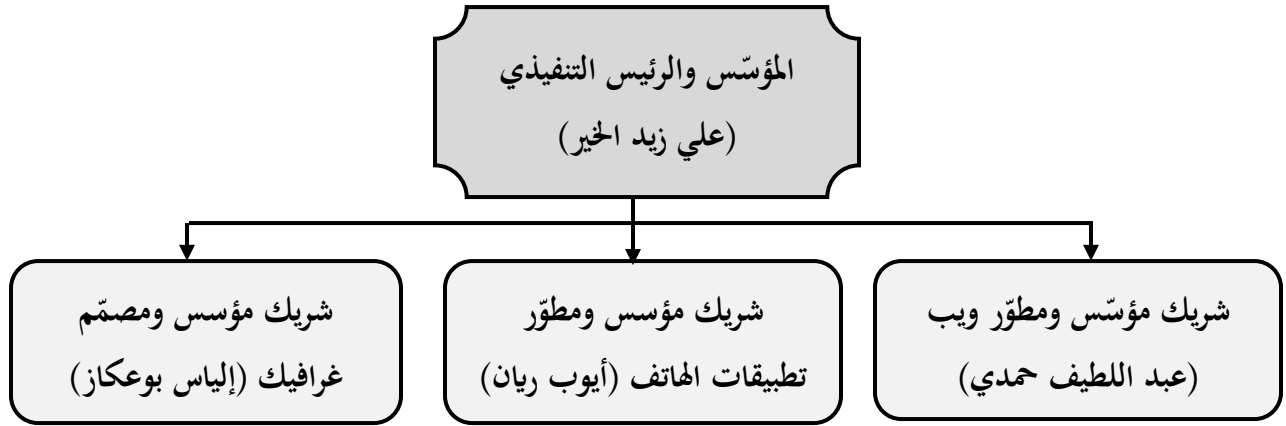 المؤسّس والرئيس التنفيذي
(علي زيد الخير)
شريك مؤسّس ومطوّر ويب
(عبد اللطيف حمدي)
شريك مؤسس ومطوّر
تطبيقات الهاتف (أيوب ريان)
شريك مؤسس ومصمّم
غرافيك (إلياس بوعكاز)